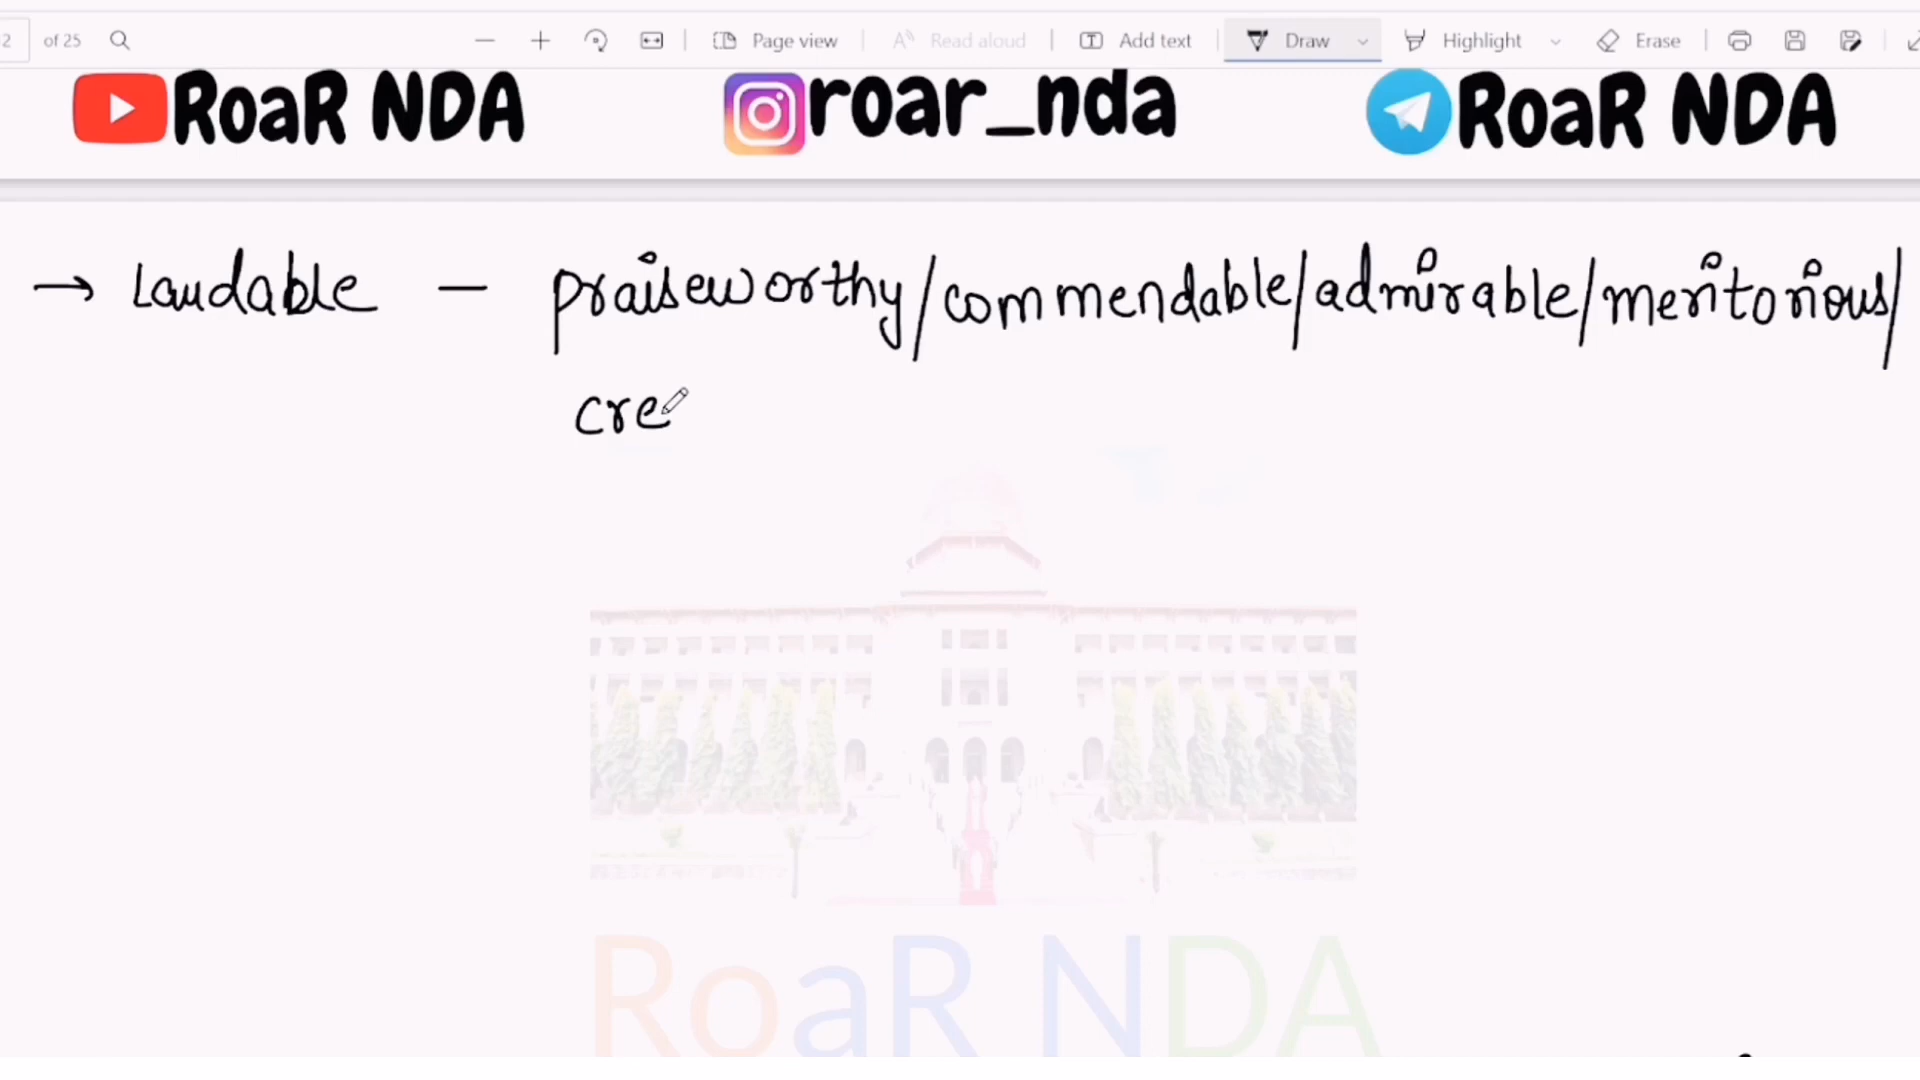 2 of 25 Page view Read aloud Add text Draw Highlight Erase
RoaR NDA roar_nda RoaR NDA
→ Laudable — praiseworthy/commendable/admirable/meritorious/
cre
RoaR NDA